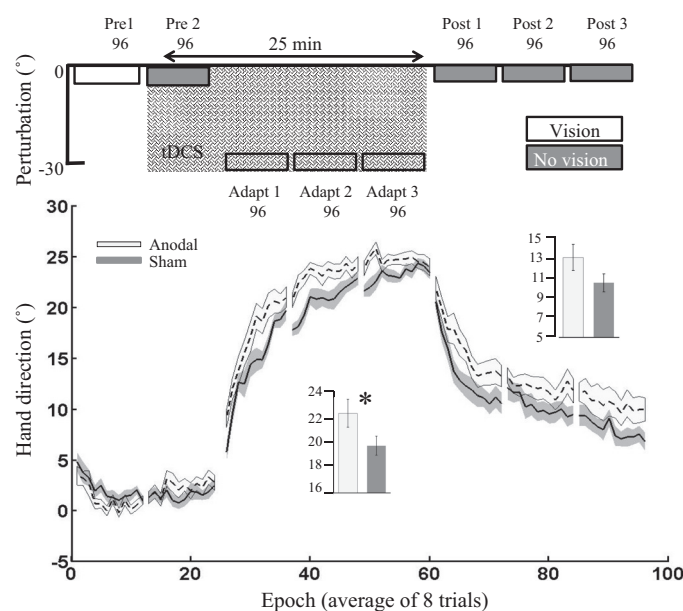 Pre1 Pre 2 Post 1 Post 2 Post 3
96 96 25 min 96 96 96
Perturbation (°)
0
-30
tDCS
Vision
No vision
Adapt 1 Adapt 2 Adapt 3
96 96 96
Hand direction (°)
30
25
20
15
10
5
0
-5
Anodal
Sham
15
13
11
9
7
5
24
22
20
18
16
*
0 20 40 60 80 100
Epoch (average of 8 trials)